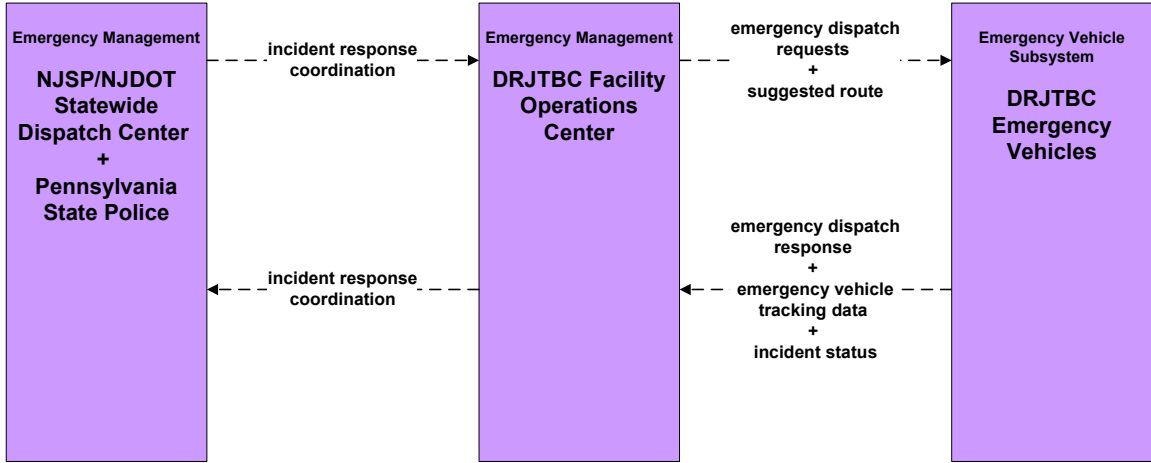 Emergency Management
NJSP/NJDOT
Statewide
Dispatch Center
+
Pennsylvania
State Police
incident response
coordination
incident response
coordination
Emergency Management
DRJTBC Facility
Operations
Center
emergency dispatch
requests
+
suggested route
emergency dispatch
response
+
emergency vehicle
tracking data
+
incident status
Emergency Vehicle
Subsystem
DRJTBC
Emergency
Vehicles